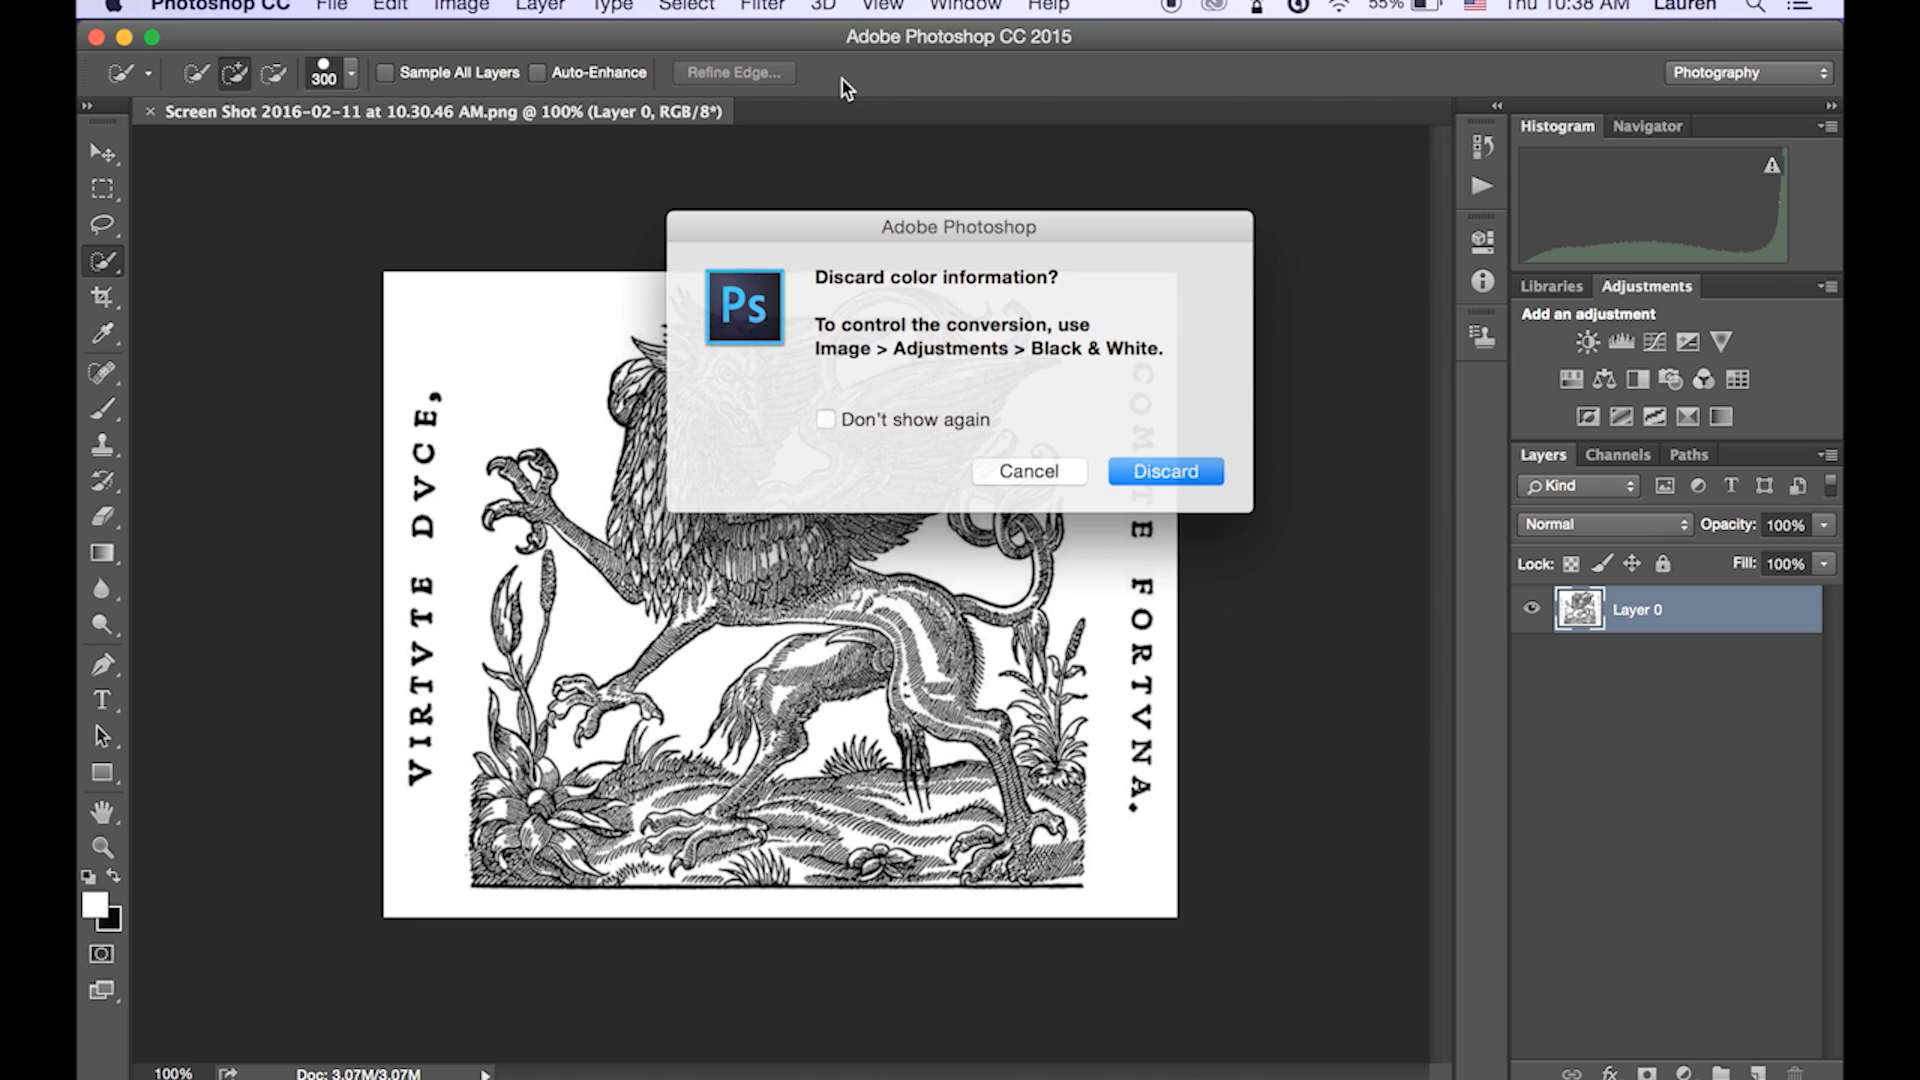 Photoshop CC File Edit Image Layer Type Select Filter 3D View Window Help 55% Thu 10:38 AM Lauren
Adobe Photoshop CC 2015
300 Sample All Layers Auto-Enhance Refine Edge... Photography
Screen Shot 2016-02-11 at 10.30.46 AM.png @ 100% (Layer 0, RGB/8*)
Histogram Navigator
Adobe Photoshop
Ps
Discard color information?
To control the conversion, use
Image > Adjustments > Black & White.
Don't show again
Cancel Discard
VIRTVTE DVCE,
COMITE FORTVNA.
Libraries Adjustments
Add an adjustment
Layers Channels Paths
Kind
Normal Opacity: 100%
Lock: Fill: 100%
Layer 0
T
100% Doc: 3.07M/3.07M
fx